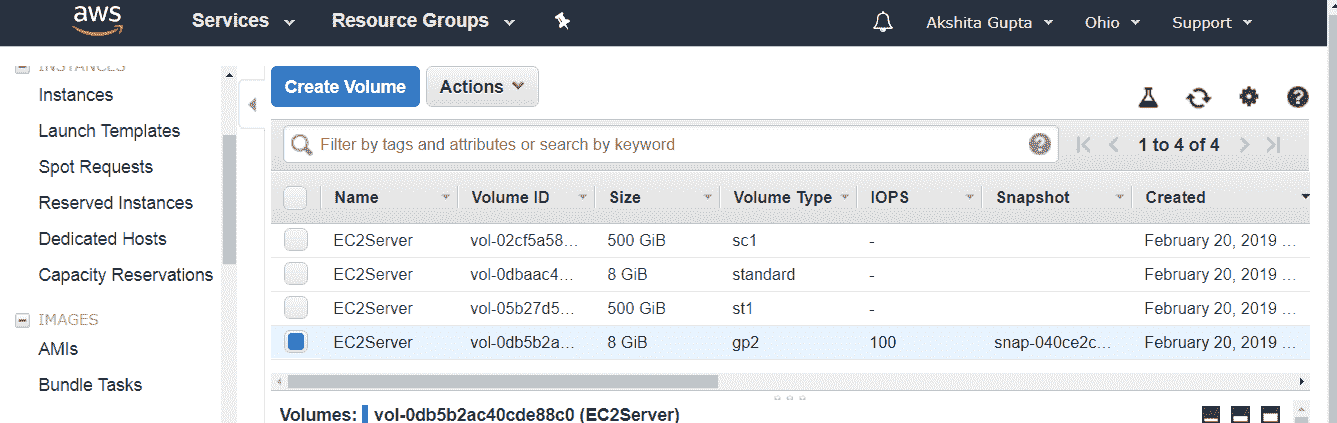 aws Services Resource Groups Akshita Gupta Ohio Support
INSTANCES
Instances
Launch Templates
Spot Requests
Reserved Instances
Dedicated Hosts
Capacity Reservations
IMAGES
AMIs
Bundle Tasks
Create Volume Actions
Filter by tags and attributes or search by keyword 1 to 4 of 4
Name Volume ID Size Volume Type IOPS Snapshot Created
EC2Server vol-02cf5a58... 500 GiB sc1 - February 20, 2019 ...
EC2Server vol-0dbaac4... 8 GiB standard - February 20, 2019 ...
EC2Server vol-05b27d5... 500 GiB st1 - February 20, 2019 ...
EC2Server vol-0db5b2a... 8 GiB gp2 100 snap-040ce2c... February 20, 2019 ...
Volumes: vol-0db5b2ac40cde88c0 (EC2Server)